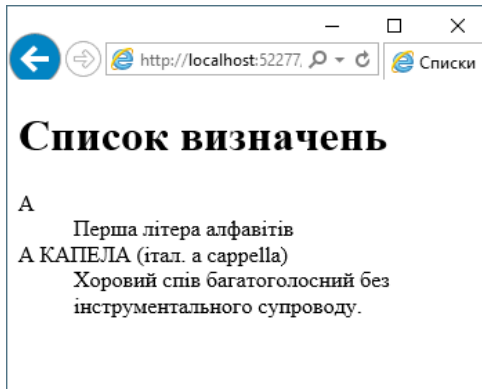 http://localhost:52277,
Списки
Список визначень
А
Перша літера алфавітів
А КАПЕЛА (італ. a cappella)
Хоровий спів багатоголосний без
інструментального супроводу.